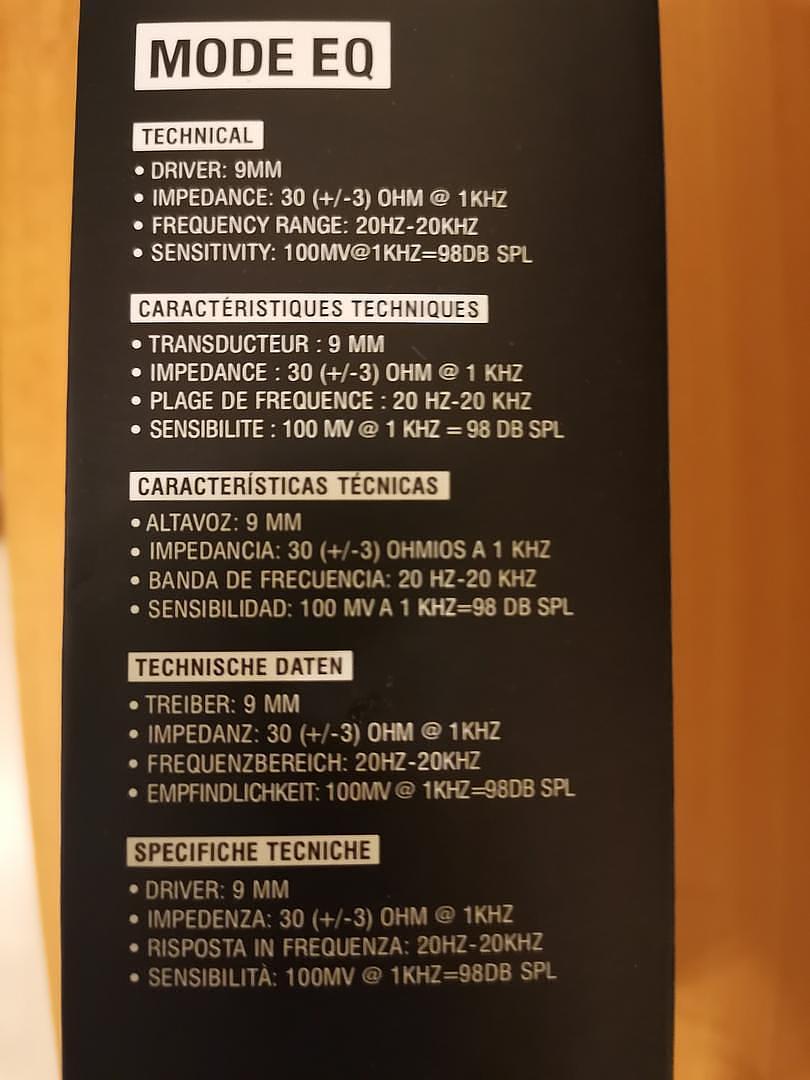 MODE EQ
TECHNICAL
• DRIVER: 9MM
• IMPEDANCE: 30 (+/-3) OHM @ 1KHZ
• FREQUENCY RANGE: 20HZ-20KHZ
• SENSITIVITY: 100MV@1KHZ=98DB SPL
CARACTÉRISTIQUES TECHNIQUES
• TRANSDUCTEUR : 9 MM
• IMPEDANCE : 30 (+/-3) OHM @ 1 KHZ
• PLAGE DE FREQUENCE : 20 HZ-20 KHZ
• SENSIBILITE : 100 MV @ 1 KHZ = 98 DB SPL
CARACTERÍSTICAS TÉCNICAS
• ALTAVOZ: 9 MM
• IMPEDANCIA: 30 (+/-3) OHMIOS A 1 KHZ
• BANDA DE FRECUENCIA: 20 HZ-20 KHZ
• SENSIBILIDAD: 100 MV A 1 KHZ=98 DB SPL
TECHNISCHE DATEN
• TREIBER: 9 MM
• IMPEDANZ: 30 (+/-3) OHM @ 1KHZ
• FREQUENZBEREICH: 20HZ-20KHZ
• EMPFINDLICHKEIT: 100MV @ 1KHZ=98DB SPL
SPECIFICHE TECNICHE
• DRIVER: 9 MM
• IMPEDENZA: 30 (+/-3) OHM @ 1KHZ
• RISPOSTA IN FREQUENZA: 20HZ-20KHZ
• SENSIBILITÀ: 100MV @ 1KHZ=98DB SPL